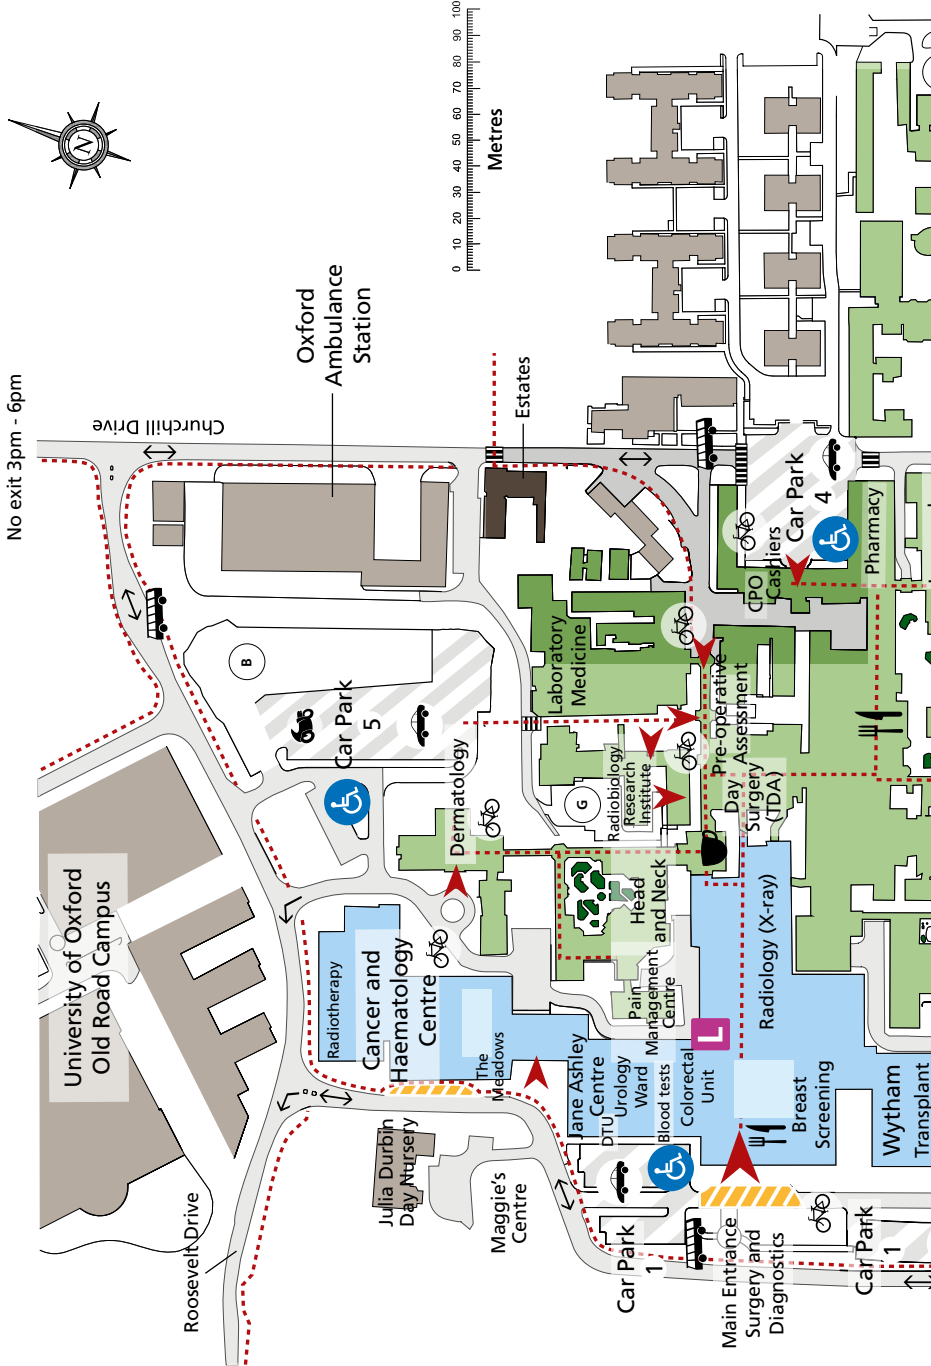 No exit 3pm - 6pm
Churchill Drive
N
0 10 20 30 40 50 60 70 80 90 100
Metres
Oxford
Ambulance
Station
Estates
University of Oxford
Old Road Campus
B
Car Park
5
Laboratory
Medicine
CPO
Cashiers
Car Park
4
Pharmacy
Dermatology
G
Radiobiology
Research
Institute
Pre-operative
Assessment
Day
Surgery
(TDA)
Radiotherapy
Cancer and
Haematology
Centre
The
Meadows
Head
and Neck
Pain
Management
Centre
Radiology (X-ray)
L
Jane Ashley
Centre
Urology
Ward
DTU
Blood tests
Colorectal
Unit
Breast
Screening
Wytham
Transplant
Julia Durbin
Day Nursery
Maggie's
Centre
Roosevelt Drive
Car Park
1
Main Entrance
Surgery and
Diagnostics
Car Park
1